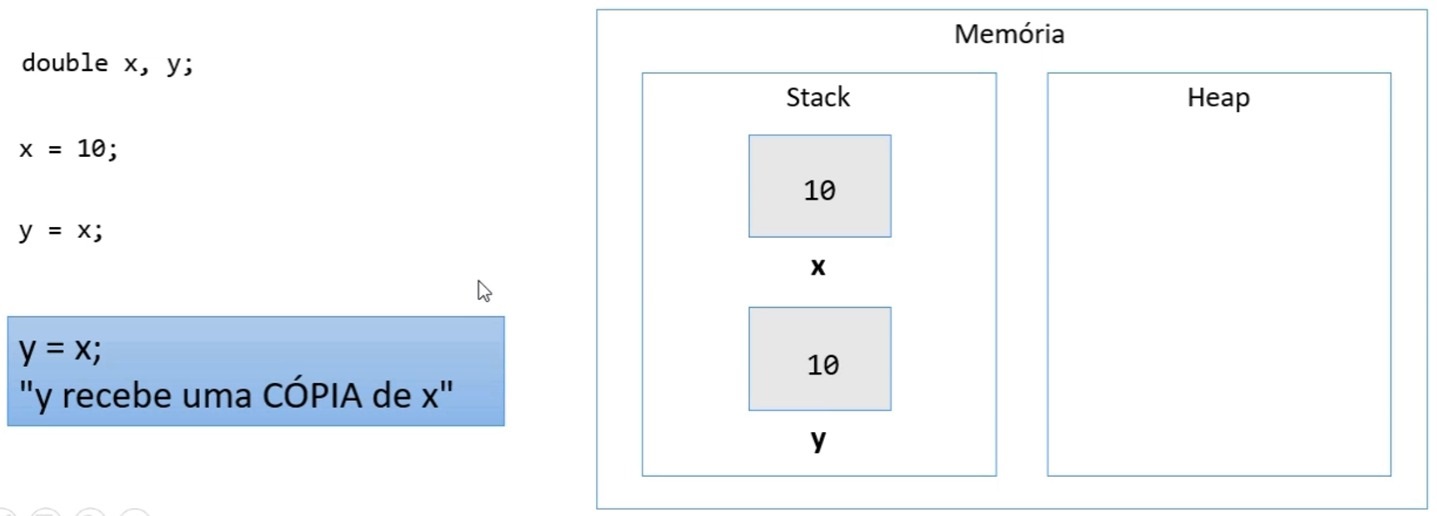 double x, y;
x = 10;
y = x;
y = x;
"y recebe uma CÓPIA de x"
Memória
Stack
10
x
10
y
Heap